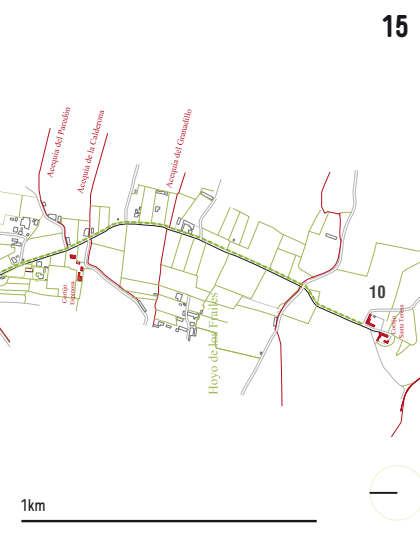 15
Acequia del Paredón
Acequia de la Calderona
Acequia del Granadillo
Cortijo
Hoyo de los Frailes
10
Cortijo
Santa Teresa
1km